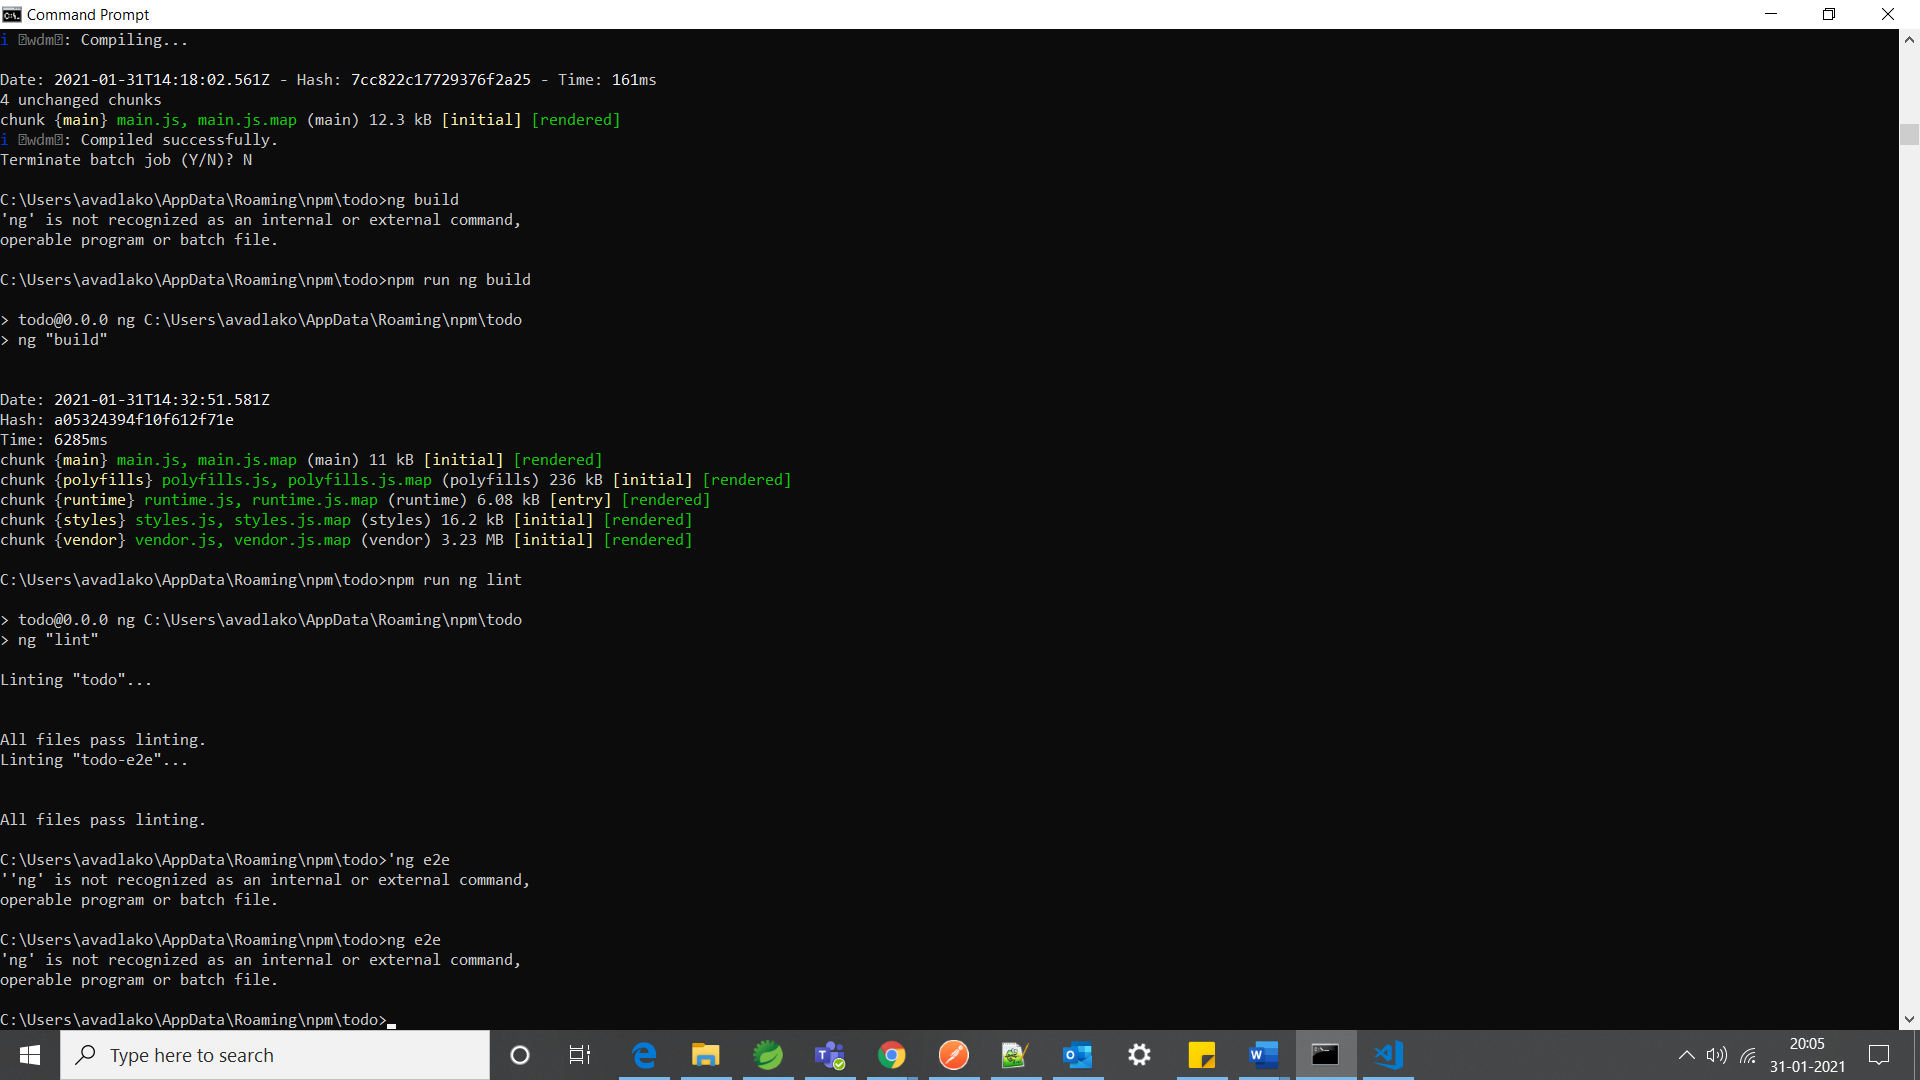 Command Prompt
i ⍰wdm⍰: Compiling...
Date: 2021-01-31T14:18:02.561Z - Hash: 7cc822c17729376f2a25 - Time: 161ms
4 unchanged chunks
chunk {main} main.js, main.js.map (main) 12.3 kB [initial] [rendered]
i ⍰wdm⍰: Compiled successfully.
Terminate batch job (Y/N)? N
C:\Users\avadlako\AppData\Roaming\npm\todo>ng build
'ng' is not recognized as an internal or external command,
operable program or batch file.
C:\Users\avadlako\AppData\Roaming\npm\todo>npm run ng build
> todo@0.0.0 ng C:\Users\avadlako\AppData\Roaming\npm\todo
> ng "build"
Date: 2021-01-31T14:32:51.581Z
Hash: a05324394f10f612f71e
Time: 6285ms
chunk {main} main.js, main.js.map (main) 11 kB [initial] [rendered]
chunk {polyfills} polyfills.js, polyfills.js.map (polyfills) 236 kB [initial] [rendered]
chunk {runtime} runtime.js, runtime.js.map (runtime) 6.08 kB [entry] [rendered]
chunk {styles} styles.js, styles.js.map (styles) 16.2 kB [initial] [rendered]
chunk {vendor} vendor.js, vendor.js.map (vendor) 3.23 MB [initial] [rendered]
C:\Users\avadlako\AppData\Roaming\npm\todo>npm run ng lint
> todo@0.0.0 ng C:\Users\avadlako\AppData\Roaming\npm\todo
> ng "lint"
Linting "todo"...
All files pass linting.
Linting "todo-e2e"...
All files pass linting.
C:\Users\avadlako\AppData\Roaming\npm\todo>'ng e2e
''ng' is not recognized as an internal or external command,
operable program or batch file.
C:\Users\avadlako\AppData\Roaming\npm\todo>ng e2e
'ng' is not recognized as an internal or external command,
operable program or batch file.
C:\Users\avadlako\AppData\Roaming\npm\todo>
Type here to search
20:05
31-01-2021